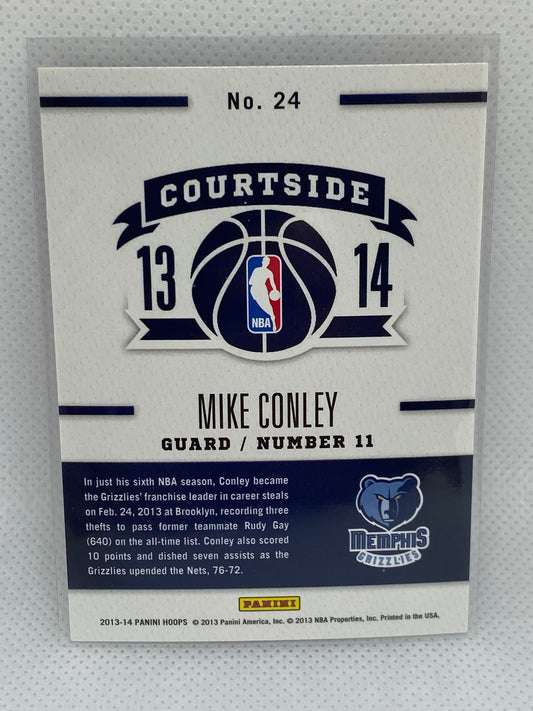 No. 24
COURTSIDE
13 14
NBA
MIKE CONLEY
GUARD / NUMBER 11
In just his sixth NBA season, Conley became
the Grizzlies' franchise leader in career steals
on Feb. 24, 2013 at Brooklyn, recording three
thefts to pass former teammate Rudy Gay
(640) on the all-time list. Conley also scored
10 points and dished seven assists as the
Grizzlies upended the Nets, 76-72.
MEMPHIS
GRIZZLIES
PANINI
2013-14 PANINI HOOPS © 2013 Panini America, Inc. © 2013 NBA Properties, Inc. Printed in the USA.